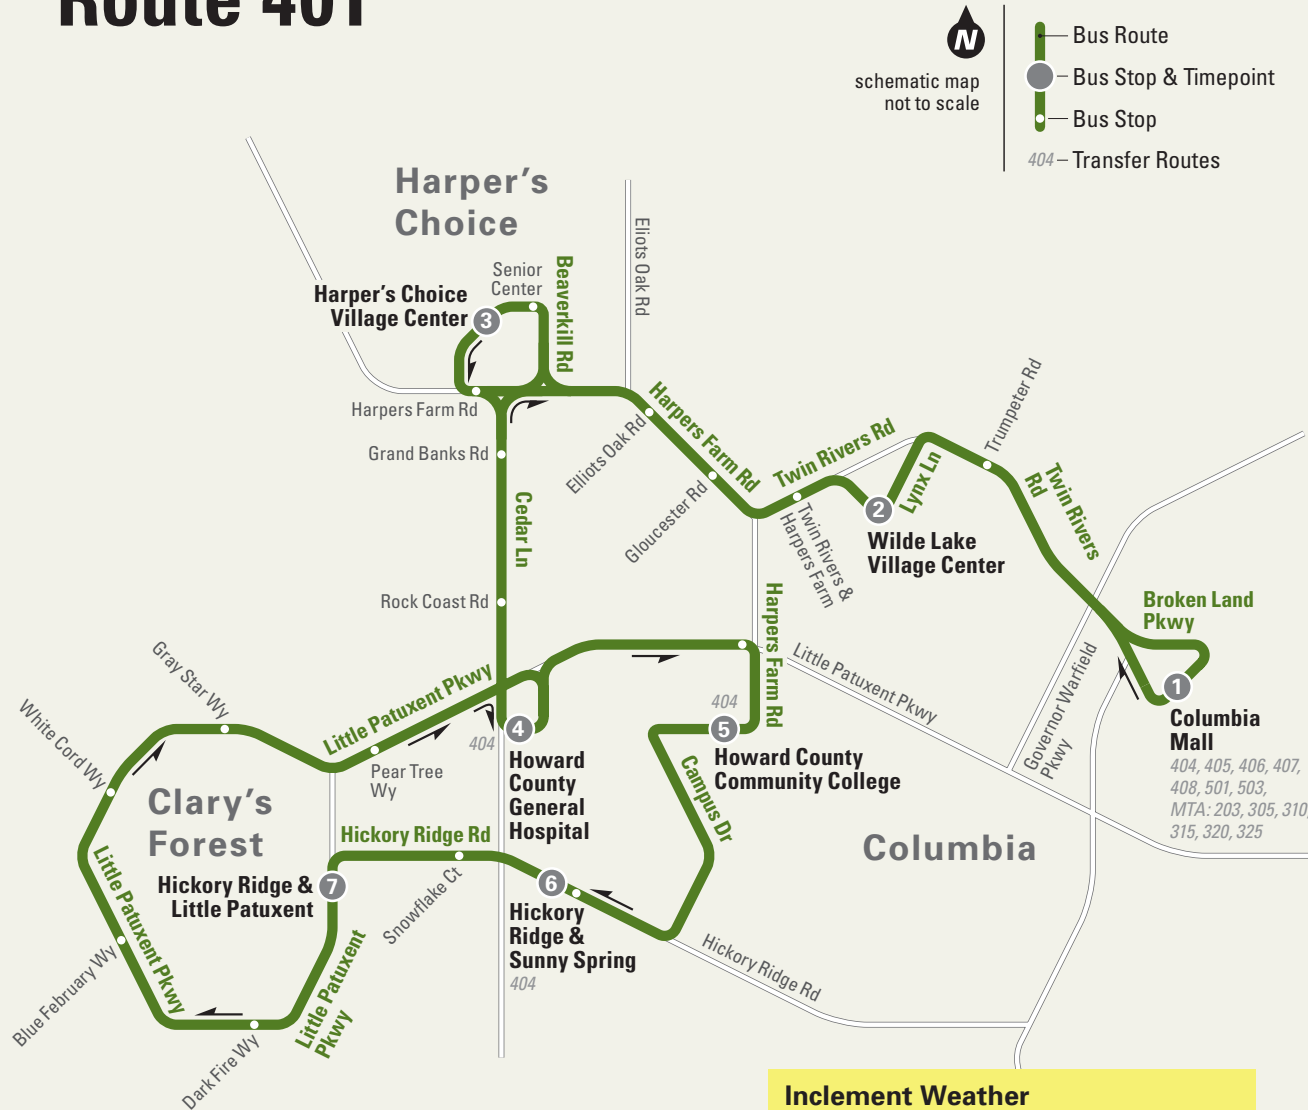 Route 401
N
schematic map
not to scale
Bus Route
Bus Stop & Timepoint
Bus Stop
404 – Transfer Routes
Harper's
Choice
Senior
Center
Beaverkill Rd
Eliots Oak Rd
Harper's Choice
Village Center
3
Harpers Farm Rd
Grand Banks Rd
Cedar Ln
Rock Coast Rd
Elliots Oak Rd
Harpers Farm Rd
Gloucester Rd
Twin Rivers Rd
Twin Rivers &
Harpers Farm
Lynx Ln
2
Wilde Lake
Village Center
Trumpeter Rd
Twin Rivers
Rd
Broken Land
Pkwy
Governor Warfield
Pkwy
1
Columbia
Mall
404, 405, 406, 407,
408, 501, 503,
MTA: 203, 305, 310,
315, 320, 325
Harpers Farm Rd
Little Patuxent Pkwy
Gray Star Wy
White Cord Wy
Little Patuxent Pkwy
Pear Tree
Wy
404
4
Howard
County
General
Hospital
404
5
Howard County
Community College
Campus Dr
Columbia
Clary's
Forest
Hickory Ridge Rd
Hickory Ridge &
Little Patuxent
7
Snowflake Ct
6
Hickory
Ridge &
Sunny Spring
404
Hickory Ridge Rd
Little Patuxent Pkwy
Blue February Wy
Little Patuxent
Pkwy
Dark Fire Wy
Inclement Weather